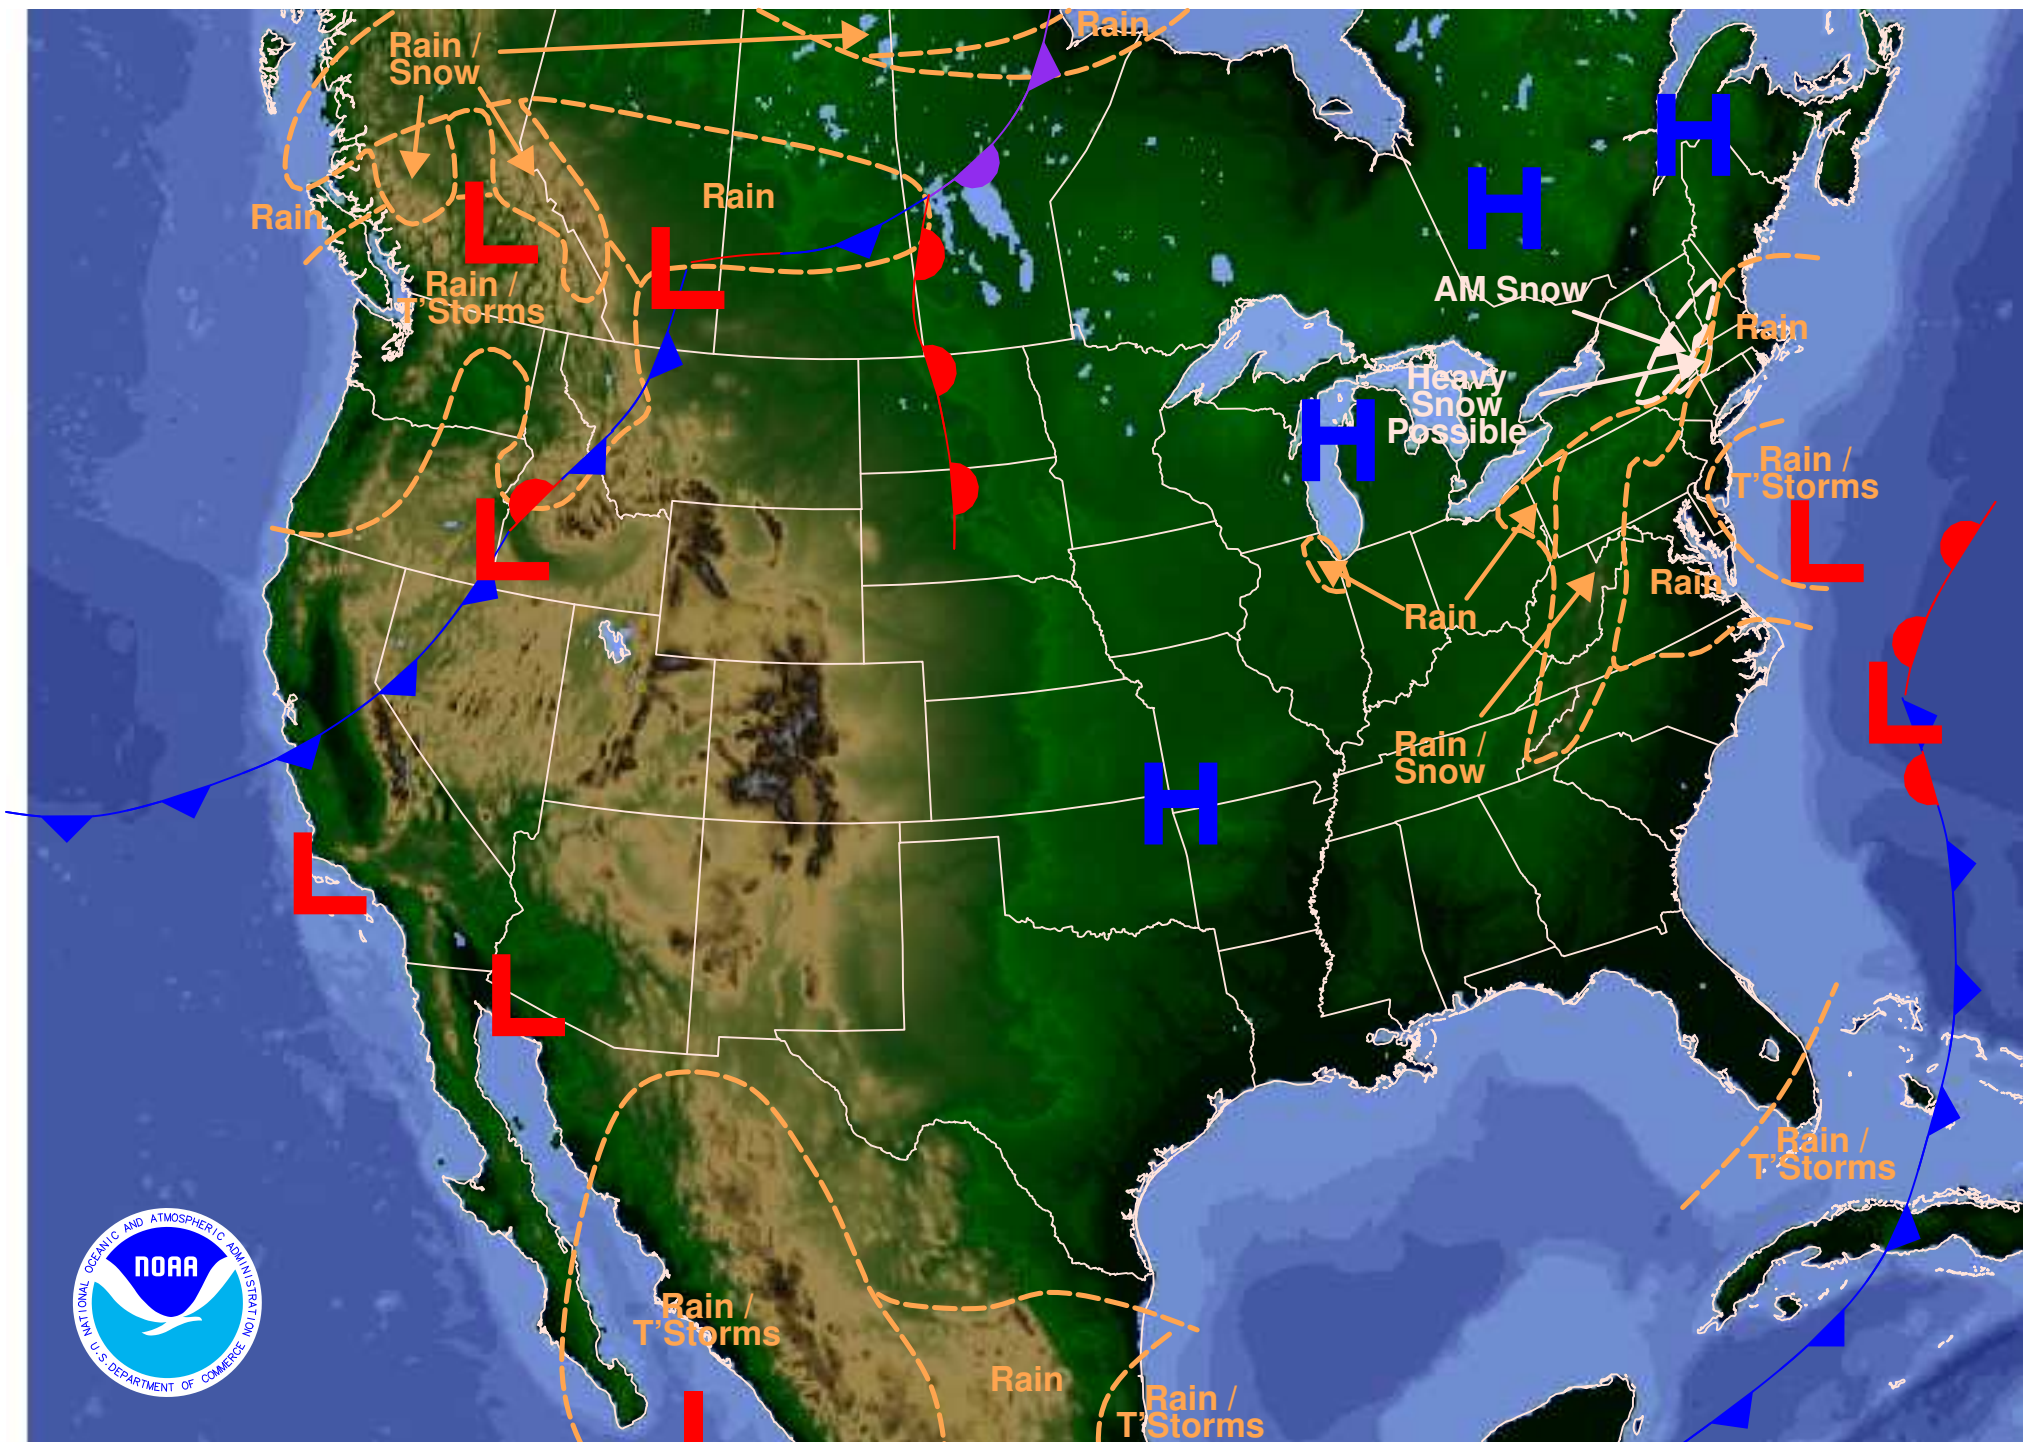 Rain
Rain /
Snow
Rain
Rain
Rain /
T'Storms
AM Snow
Rain
Heavy
Snow
Possible
Rain /
T'Storms
Rain
Rain
Rain /
Snow
Rain /
T'Storms
Rain /
T'Storms
Rain
Rain /
T'Storms
H
H
H
H
L
L
L
L
L
L
L
L
NATIONAL OCEANIC AND ATMOSPHERIC ADMINISTRATION
NOAA
U.S. DEPARTMENT OF COMMERCE